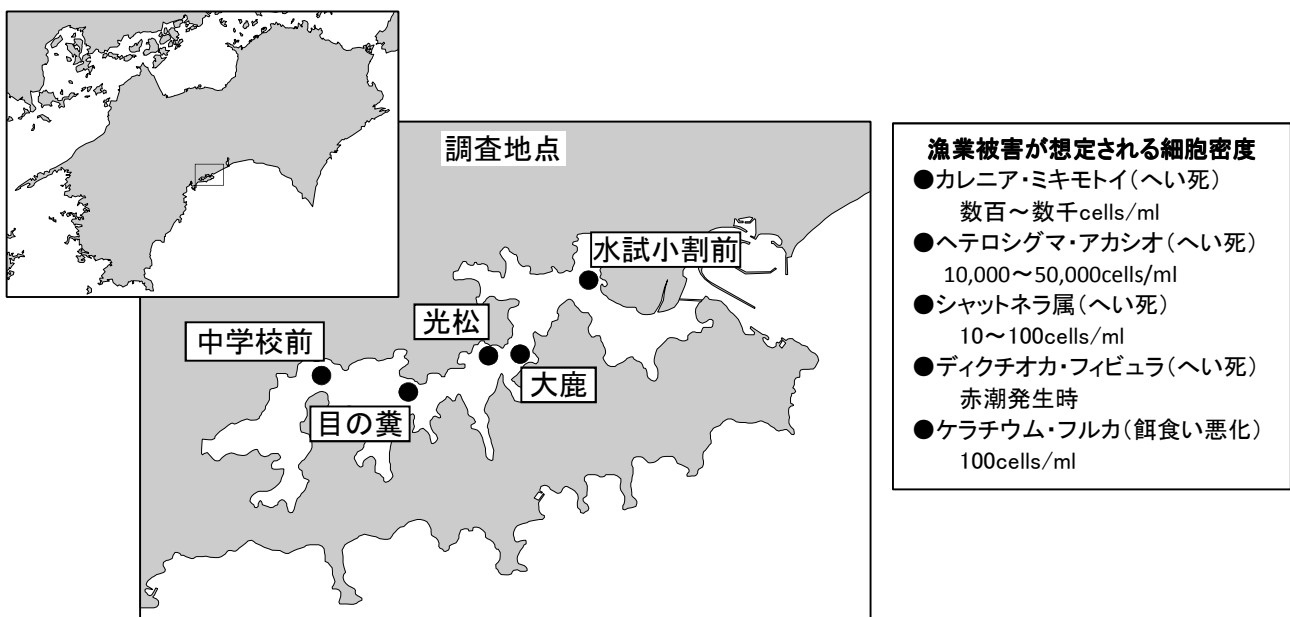 調査地点
水試小割前
光松
中学校前
大鹿
目の糞
漁業被害が想定される細胞密度
●カレニア・ミキモトイ(へい死)
数百～数千cells/ml
●ヘテロシグマ・アカシオ(へい死)
10,000～50,000cells/ml
●シャットネラ属(へい死)
10～100cells/ml
●ディクチオカ・フィビュラ(へい死)
赤潮発生時
●ケラチウム・フルカ(餌食い悪化)
100cells/ml